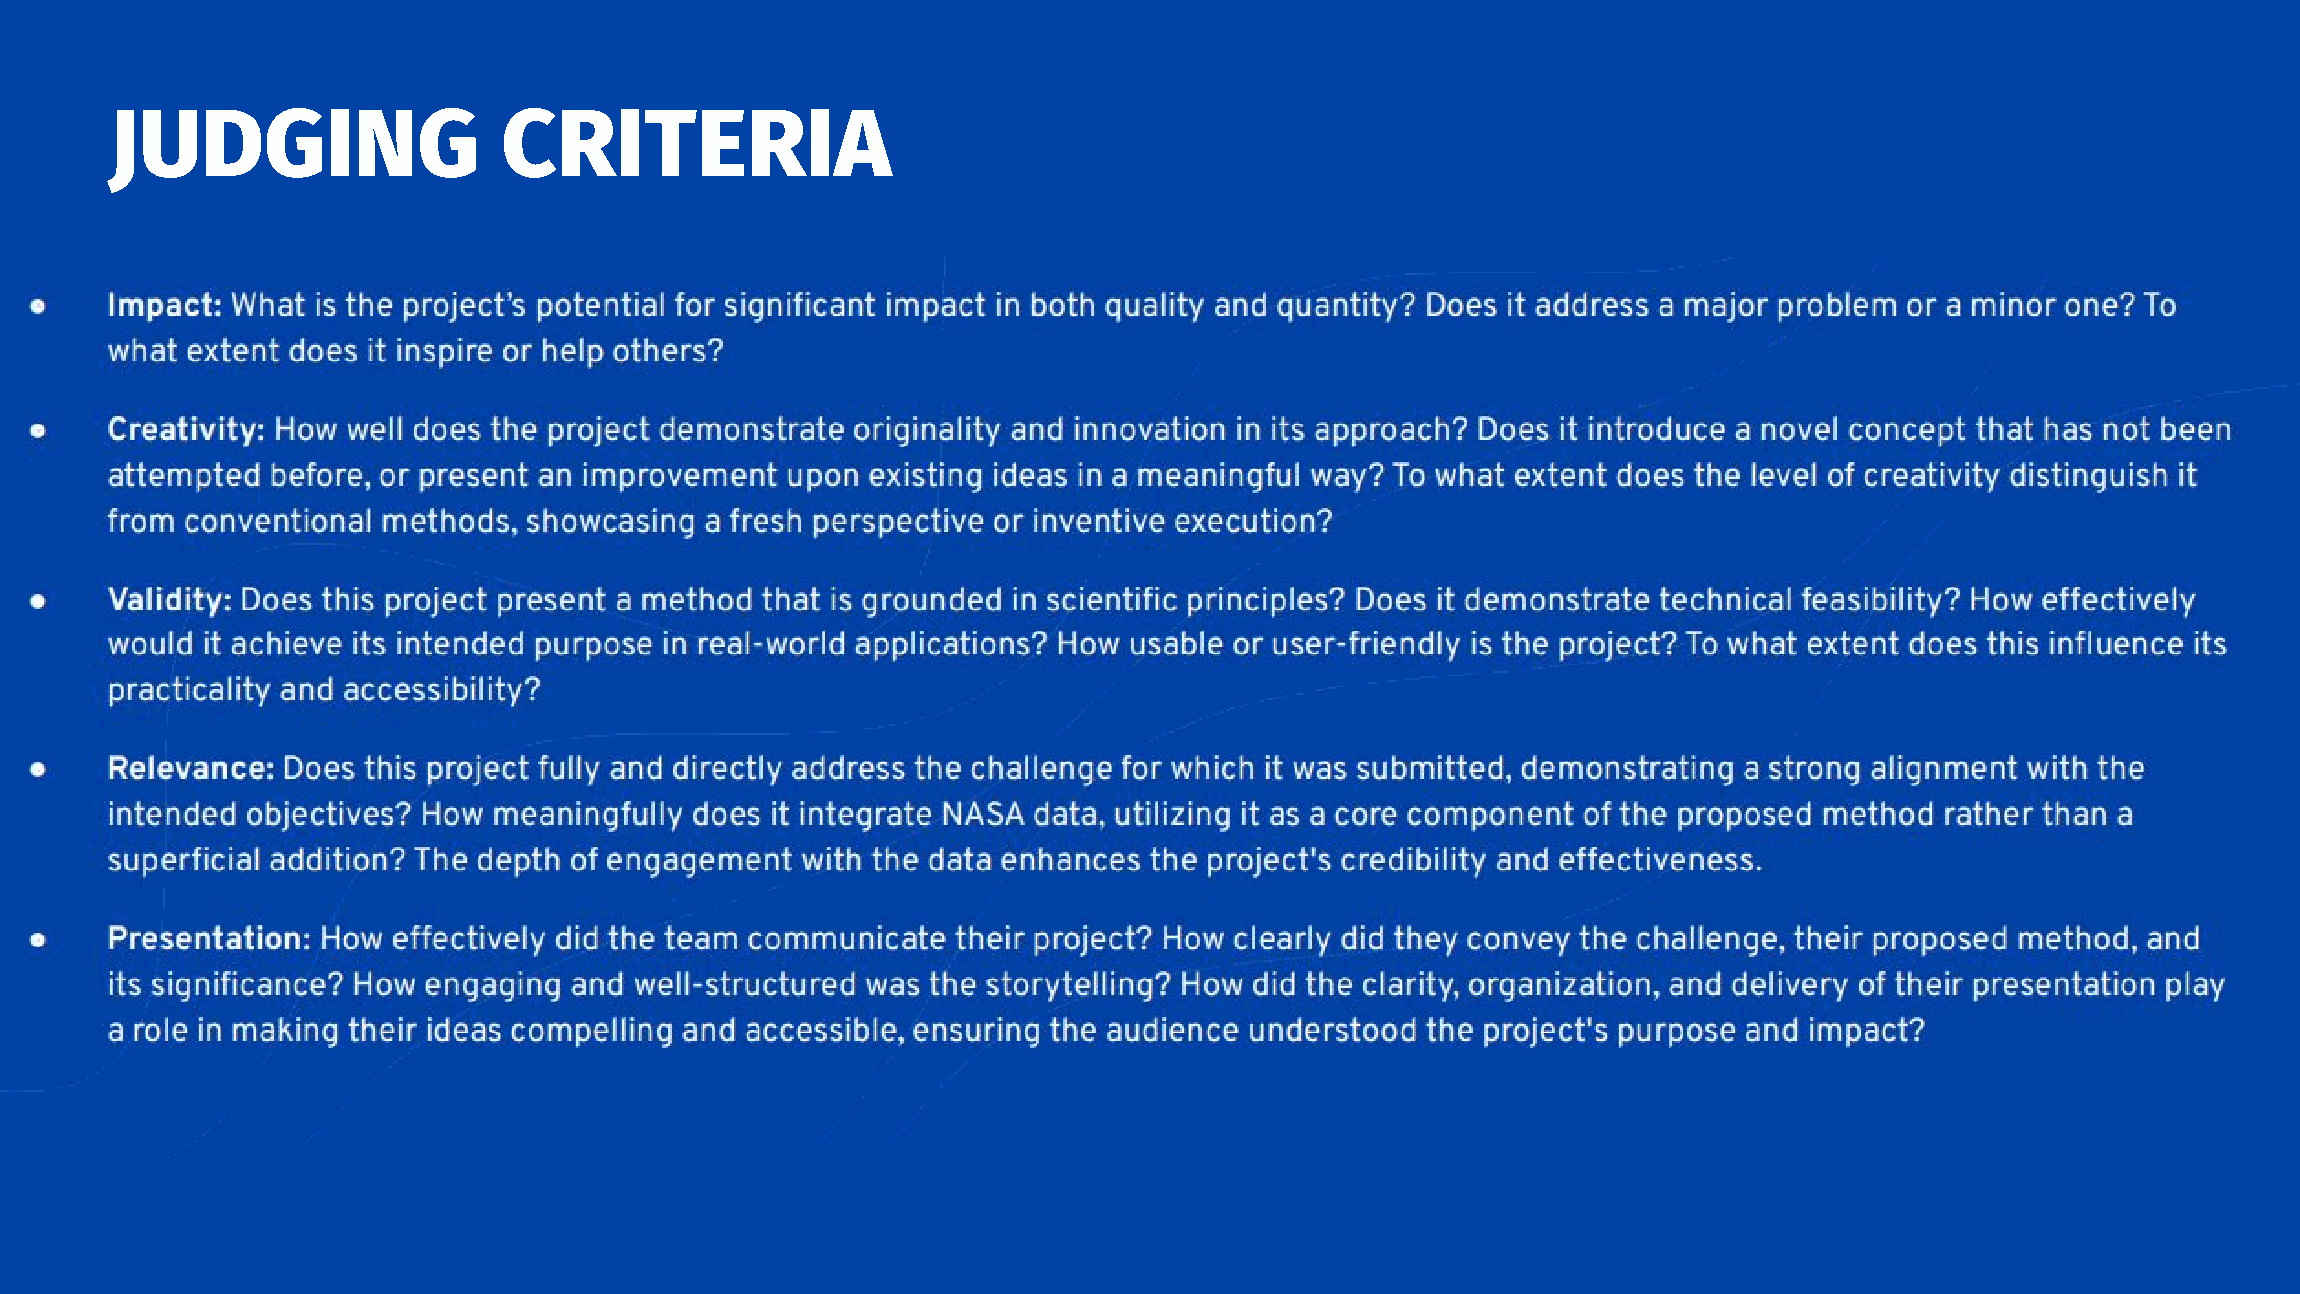 JUDGING CRITERIA
● Impact: What is the project’s potential for significant impact in both quality and quantity? Does it address a major problem or a minor one? To
what extent does it inspire or help others?
● Creativity: How well does the project demonstrate originality and innovation in its approach? Does it introduce a novel concept that has not been
attempted before, or present an improvement upon existing ideas in a meaningful way? To what extent does the level of creativity distinguish it
from conventional methods, showcasing a fresh perspective or inventive execution?
● Validity: Does this project present a method that is grounded in scientific principles? Does it demonstrate technical feasibility? How effectively
would it achieve its intended purpose in real-world applications? How usable or user-friendly is the project? To what extent does this influence its
practicality and accessibility?
● Relevance: Does this project fully and directly address the challenge for which it was submitted, demonstrating a strong alignment with the
intended objectives? How meaningfully does it integrate NASA data, utilizing it as a core component of the proposed method rather than a
superficial addition? The depth of engagement with the data enhances the project's credibility and effectiveness.
● Presentation: How effectively did the team communicate their project? How clearly did they convey the challenge, their proposed method, and
its significance? How engaging and well-structured was the storytelling? How did the clarity, organization, and delivery of their presentation play
a role in making their ideas compelling and accessible, ensuring the audience understood the project's purpose and impact?